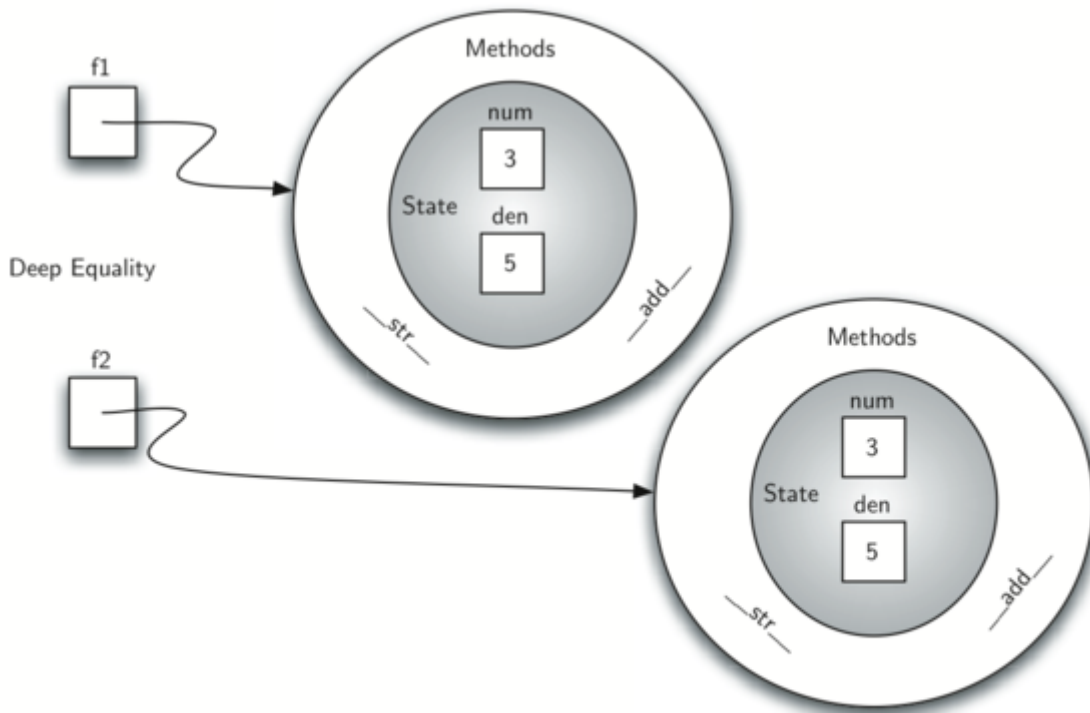 f1
Methods
num
3
State
den
5
__str__
__add__
Deep Equality
f2
Methods
num
3
State
den
5
__str__
__add__